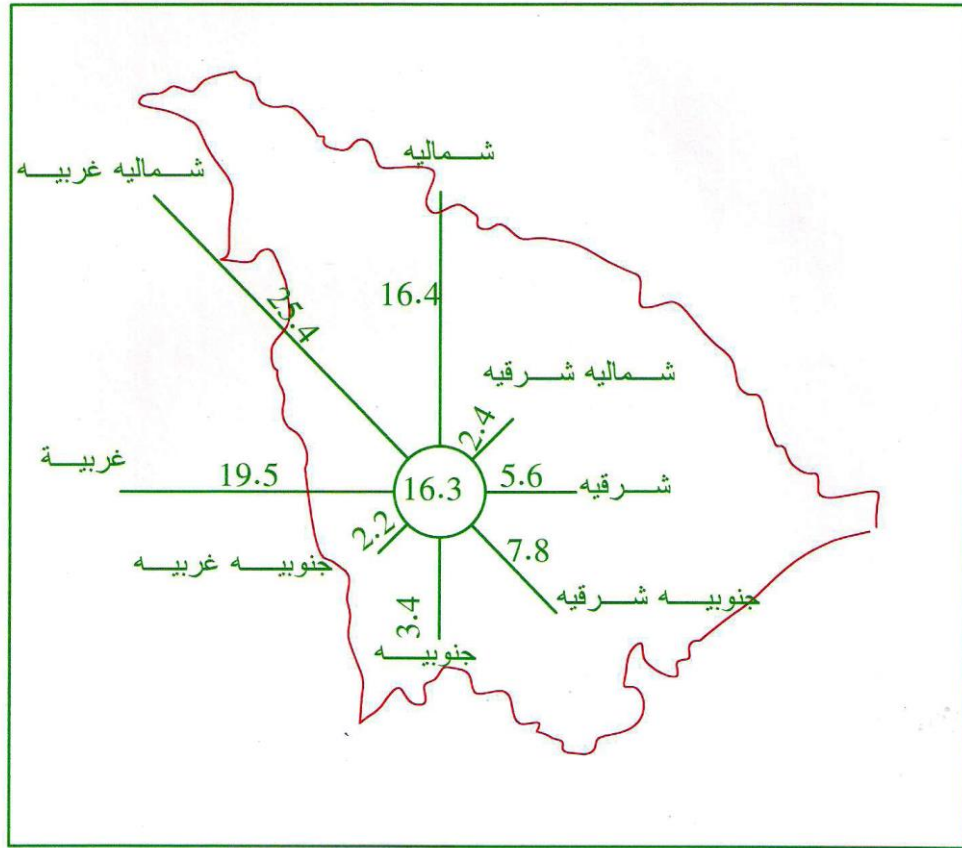 شمالیه
شمالیه غربیه
16.4
25.4
شمالیه شرقیه
2.4
غربیة
19.5
16.3
5.6
شرقیه
2.2
7.8
جنوبیه غربیه
جنوبیه شرقیه
3.4
جنوبیه